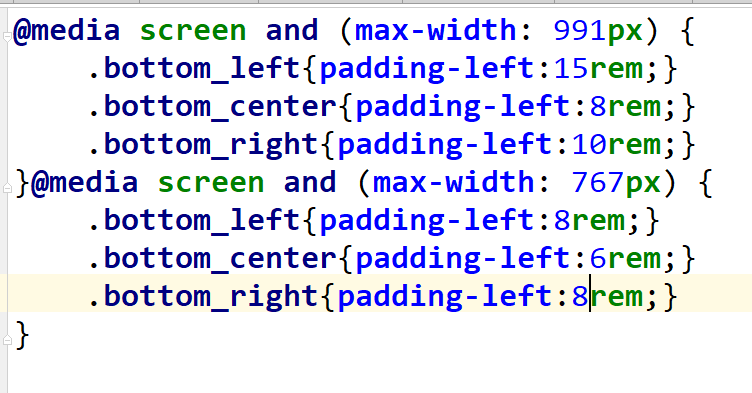 @media screen and (max-width: 991px) {
    .bottom_left{padding-left:15rem;}
    .bottom_center{padding-left:8rem;}
    .bottom_right{padding-left:10rem;}
}@media screen and (max-width: 767px) {
    .bottom_left{padding-left:8rem;}
    .bottom_center{padding-left:6rem;}
    .bottom_right{padding-left:8rem;}
}